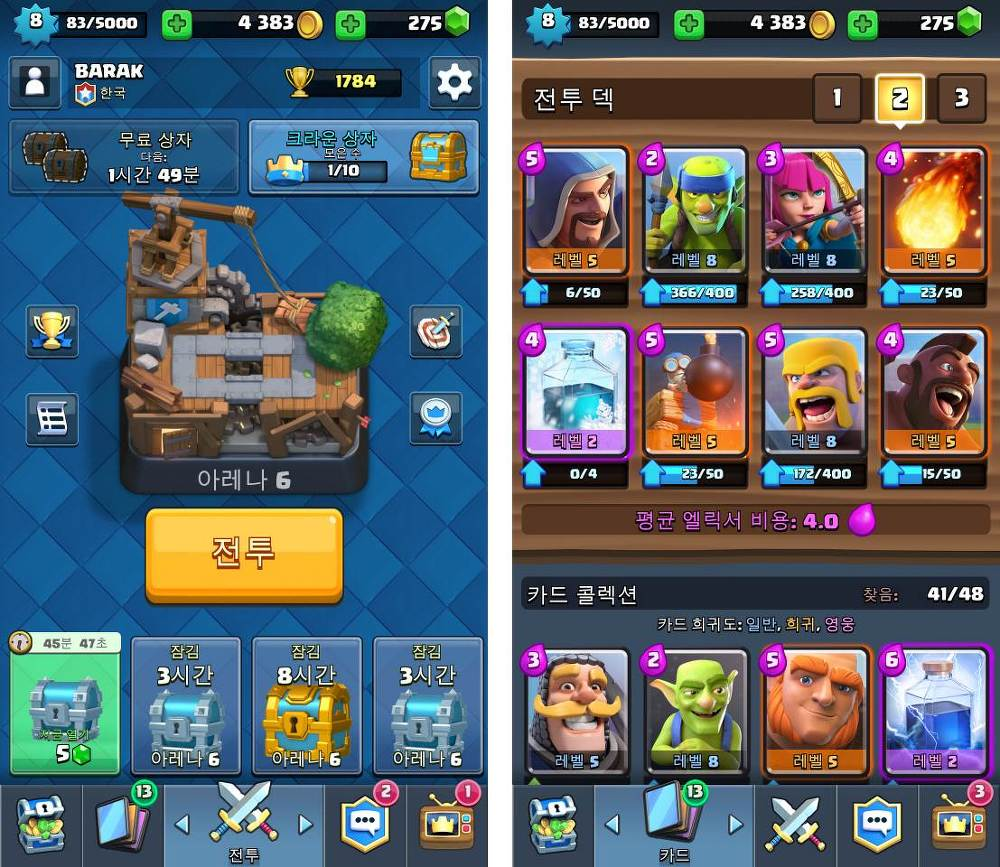 8 83/5000 4 383 275
BARAK
한국
1784
무료 상자
다음:
1시간 49분
크라운 상자
모은 수
1/10
아레나 6
전투
45분 47초
지금 열기
5
잠김
3시간
아레나 6
잠김
8시간
아레나 6
잠김
3시간
아레나 6
13
전투
2
1
8 83/5000 4 383 275
전투 덱 1 2 3
5 2 3 4
레벨 5 레벨 8 레벨 8 레벨 5
6/50 366/400 258/400 23/50
4 5 5 4
레벨 2 레벨 5 레벨 8 레벨 5
0/4 23/50 172/400 15/50
평균 엘릭서 비용: 4.0
카드 콜렉션 찾음: 41/48
카드 희귀도: 일반, 희귀, 영웅
3 2 5 6
레벨 5 레벨 8 레벨 5 레벨 2
13
카드
3